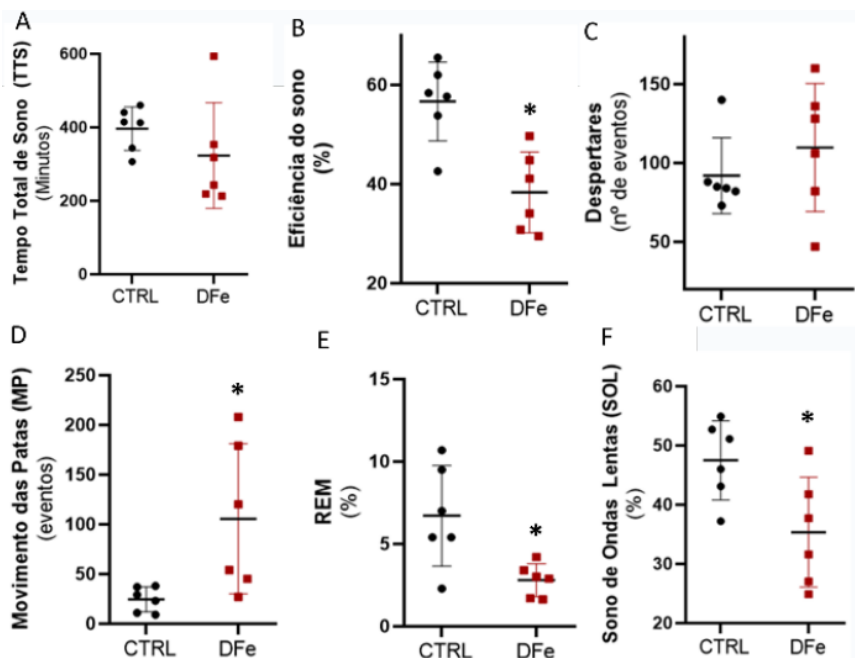 A
Tempo Total de Sono (TTS)
(Minutos)
600
400
200
0
CTRL
DFe
B
Eficiência do sono
(%)
60
40
20
*
CTRL
DFe
C
Despertares
(nº de eventos)
150
100
50
CTRL
DFe
D
Movimento das Patas (MP)
(eventos)
250
200
150
100
50
0
*
CTRL
DFe
E
REM
(%)
15
10
5
0
*
CTRL
DFe
F
Sono de Ondas Lentas (SOL)
(%)
60
50
40
30
20
*
CTRL
DFe